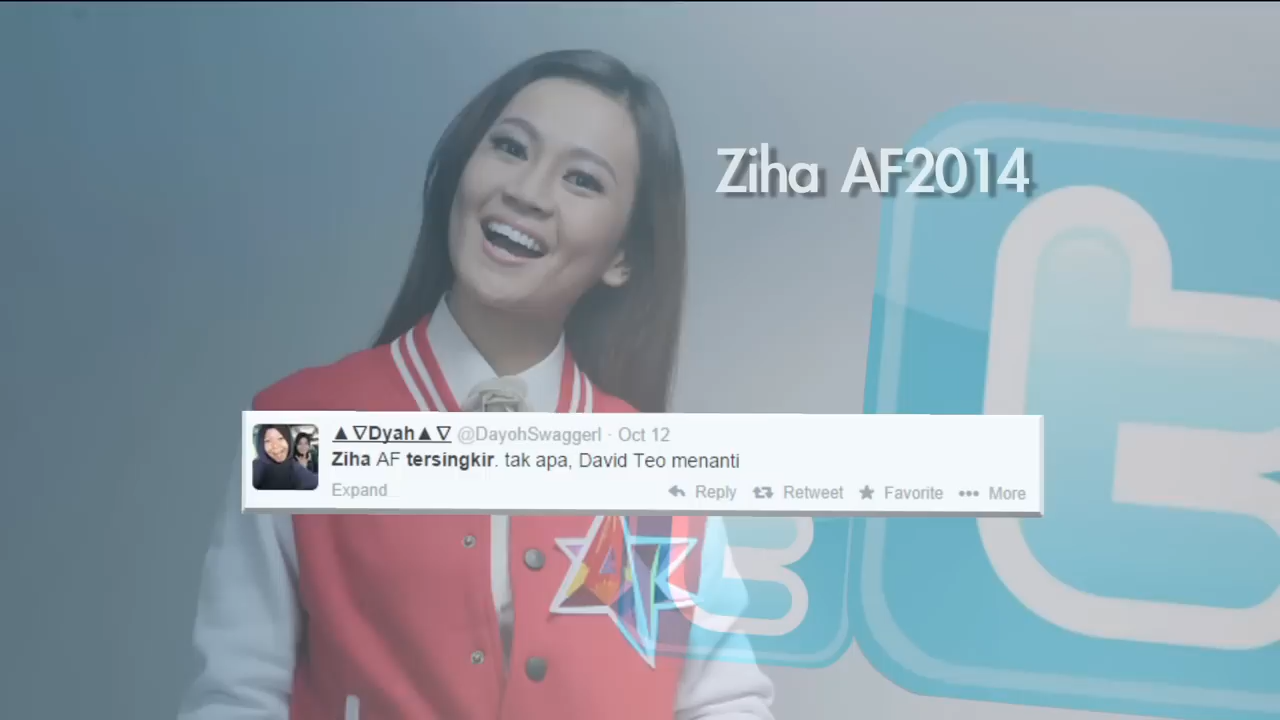 Ziha AF2014
▲▽Dyah▲▽ @DayohSwaggerl · Oct 12
Ziha AF tersingkir. tak apa, David Teo menanti
Expand
Reply Retweet Favorite More